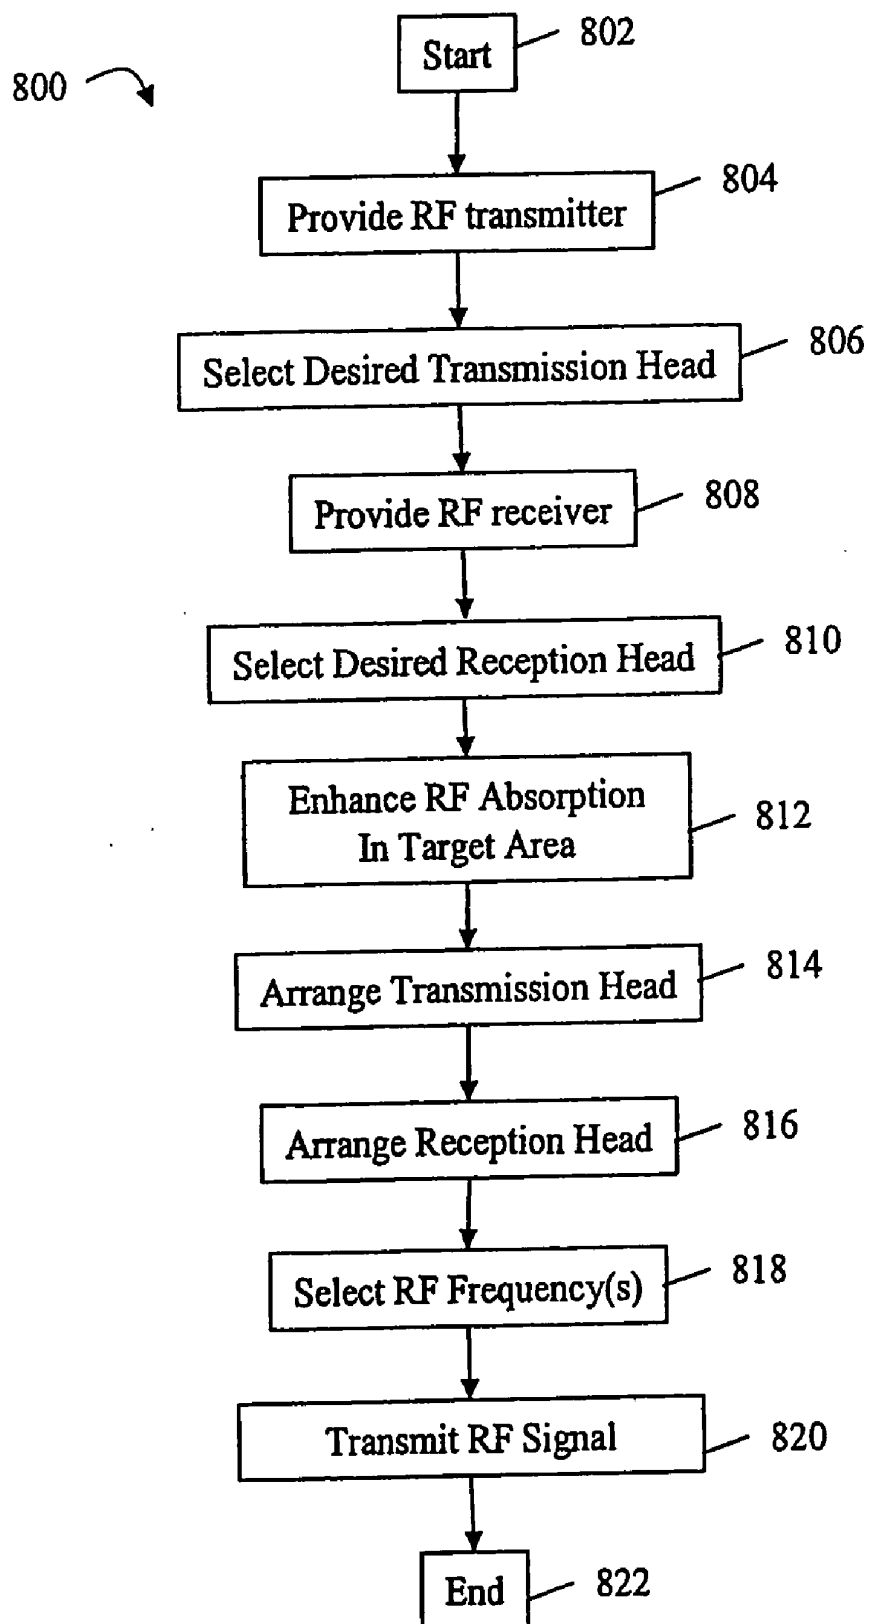 Start
802
800
Provide RF transmitter
804
Select Desired Transmission Head
806
Provide RF receiver
808
Select Desired Reception Head
810
Enhance RF Absorption
In Target Area
812
Arrange Transmission Head
814
Arrange Reception Head
816
Select RF Frequency(s)
818
Transmit RF Signal
820
End
822